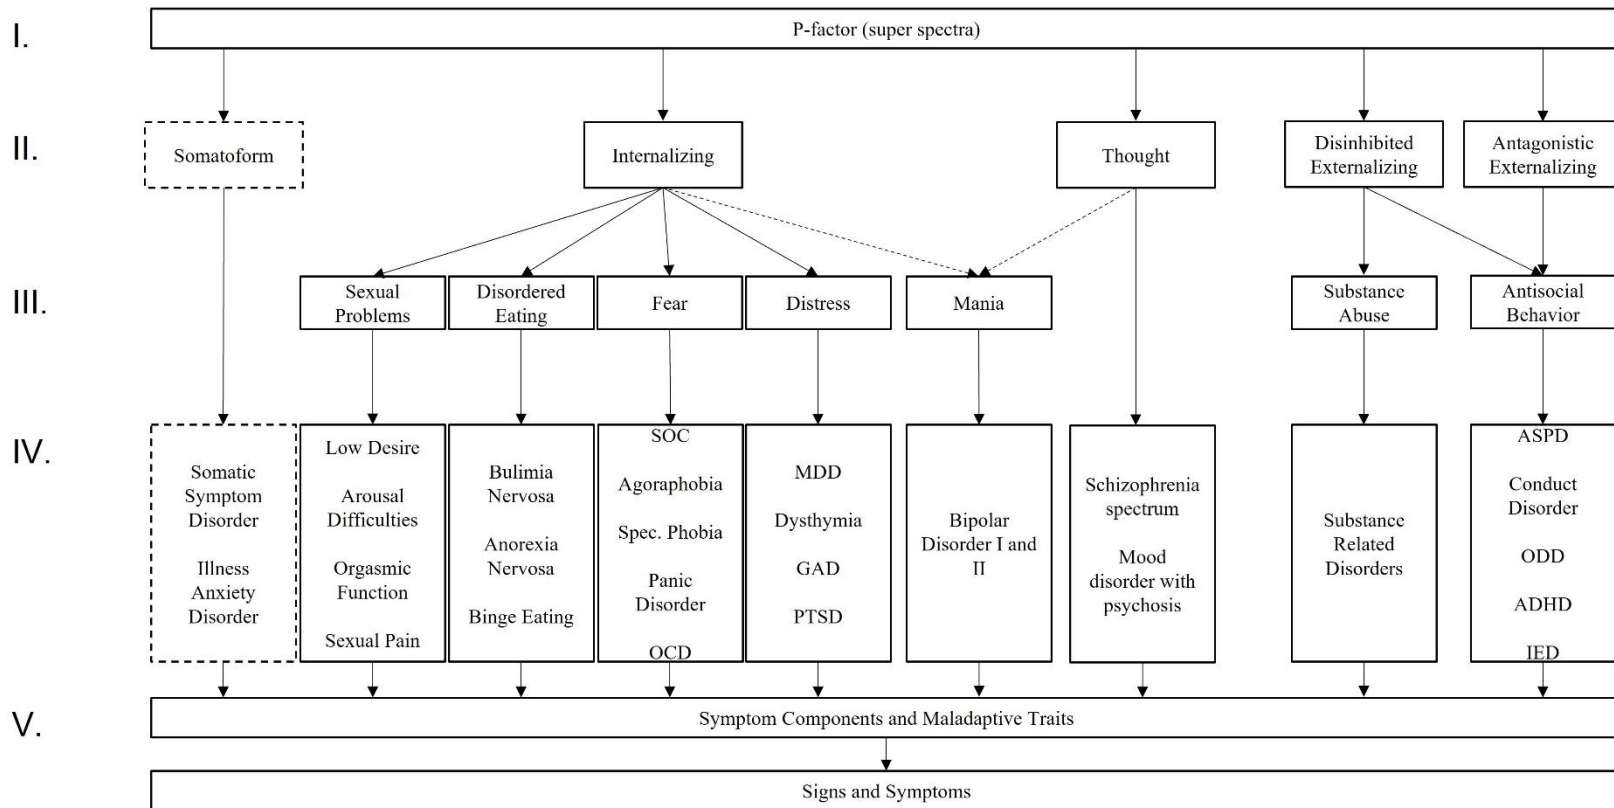 I.
P-factor (super spectra)
II.
Somatoform
Internalizing
Thought
Disinhibited
Externalizing
Antagonistic
Externalizing
III.
Sexual
Problems
Disordered
Eating
Fear
Distress
Mania
Substance
Abuse
Antisocial
Behavior
IV.
Somatic
Symptom
Disorder
Illness
Anxiety
Disorder
Low Desire
Arousal
Difficulties
Orgasmic
Function
Sexual Pain
Bulimia
Nervosa
Anorexia
Nervosa
Binge Eating
SOC
Agoraphobia
Spec. Phobia
Panic
Disorder
OCD
MDD
Dysthymia
GAD
PTSD
Bipolar
Disorder I and
II
Schizophrenia
spectrum
Mood
disorder with
psychosis
Substance
Related
Disorders
ASPD
Conduct
Disorder
ODD
ADHD
IED
V.
Symptom Components and Maladaptive Traits
Signs and Symptoms